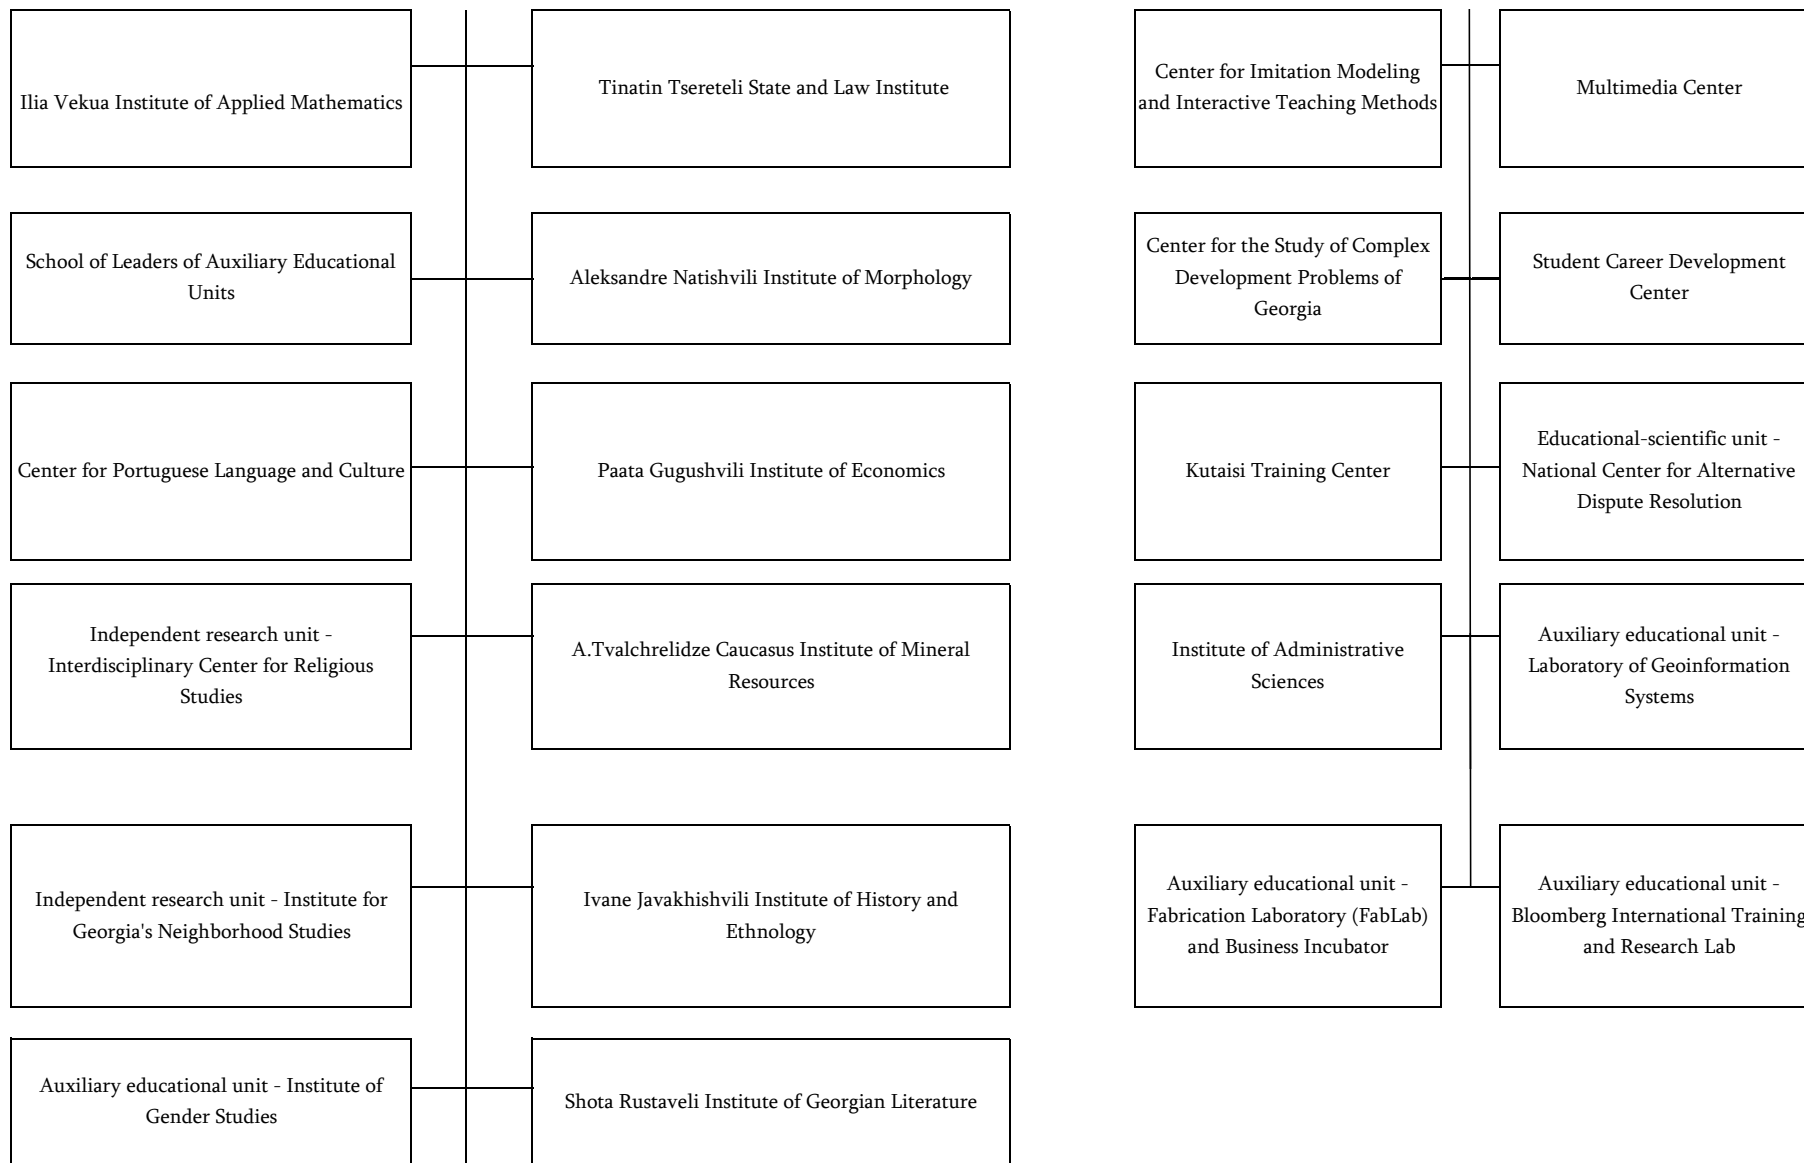 Ilia Vekua Institute of Applied Mathematics
Tinatin Tsereteli State and Law Institute
Center for Imitation Modeling
and Interactive Teaching Methods
Multimedia Center
School of Leaders of Auxiliary Educational
Units
Aleksandre Natishvili Institute of Morphology
Center for the Study of Complex
Development Problems of
Georgia
Student Career Development
Center
Center for Portuguese Language and Culture
Paata Gugushvili Institute of Economics
Kutaisi Training Center
Educational-scientific unit -
National Center for Alternative
Dispute Resolution
Independent research unit -
Interdisciplinary Center for Religious
Studies
A.Tvalchrelidze Caucasus Institute of Mineral
Resources
Institute of Administrative
Sciences
Auxiliary educational unit -
Laboratory of Geoinformation
Systems
Independent research unit - Institute for
Georgia's Neighborhood Studies
Ivane Javakhishvili Institute of History and
Ethnology
Auxiliary educational unit -
Fabrication Laboratory (FabLab)
and Business Incubator
Auxiliary educational unit -
Bloomberg International Training
and Research Lab
Auxiliary educational unit - Institute of
Gender Studies
Shota Rustaveli Institute of Georgian Literature